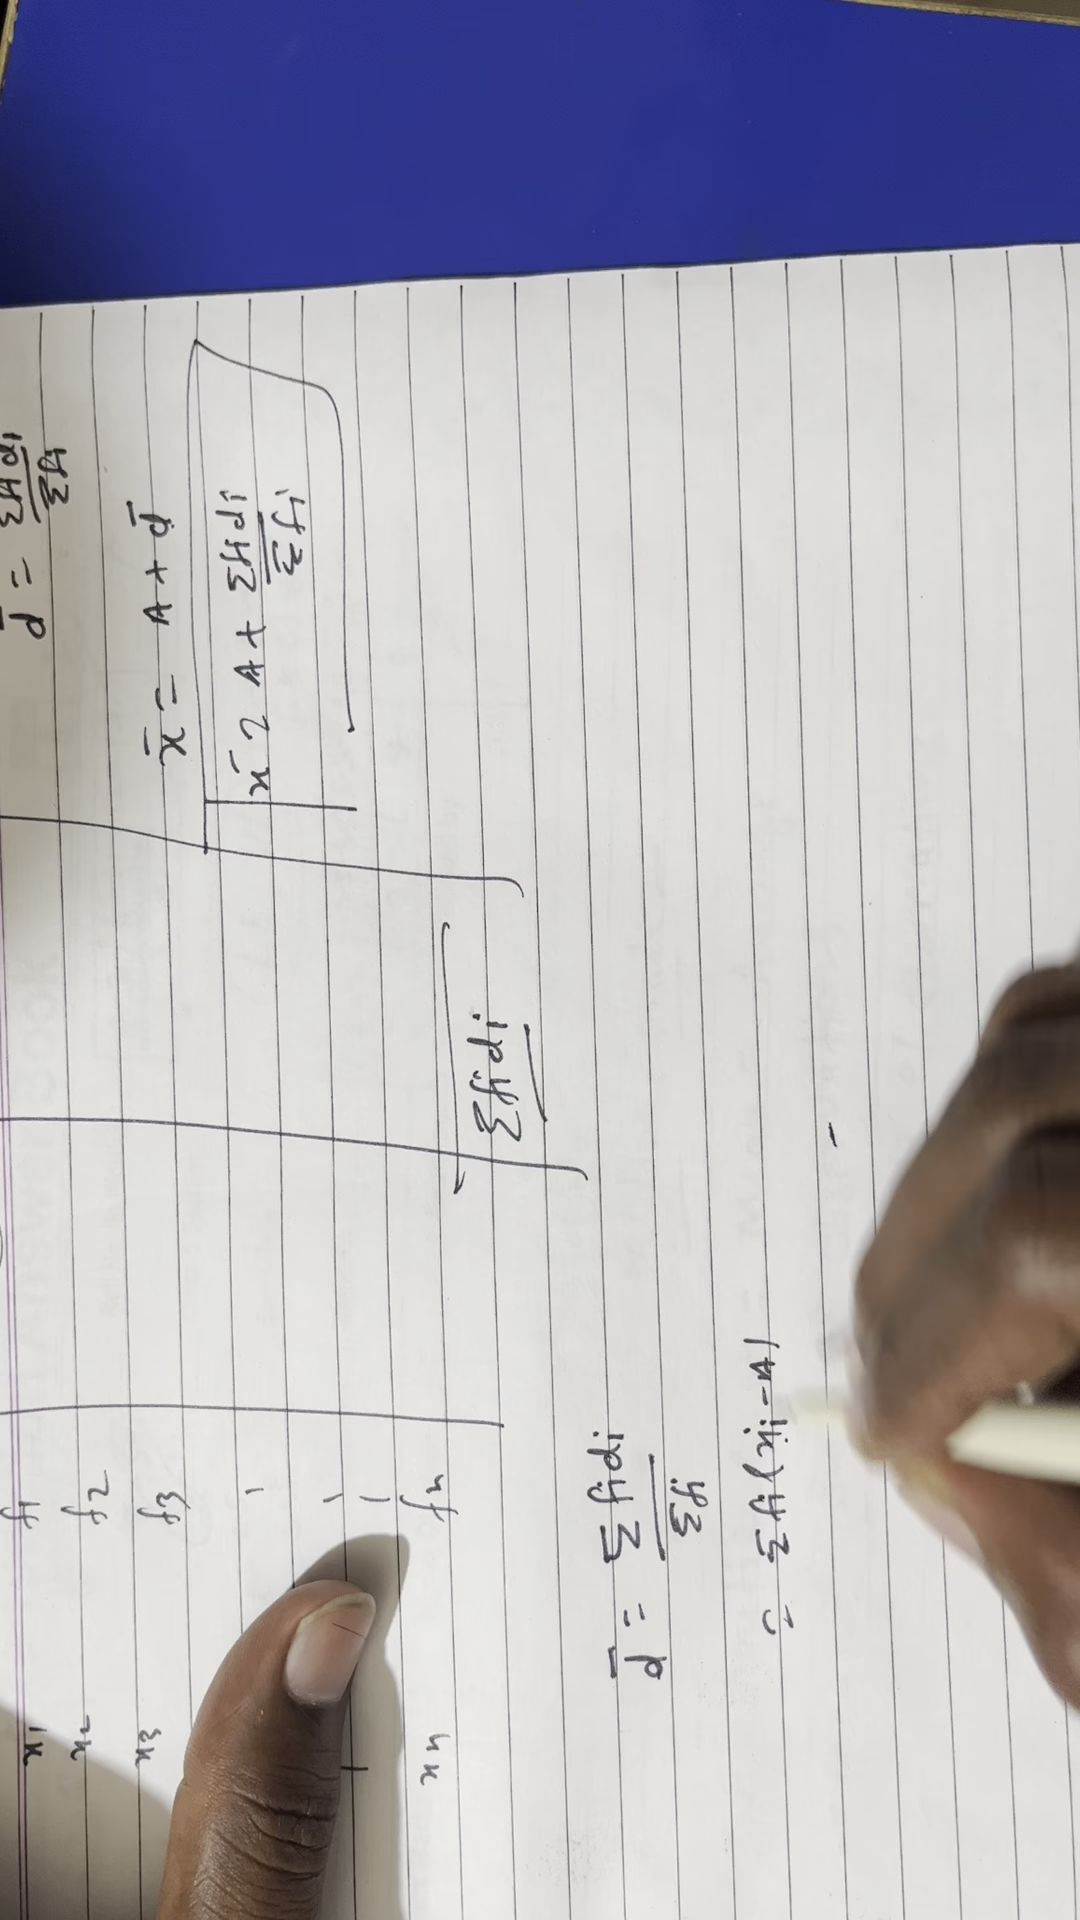 d̄ = Σfidi
Σfi
x̄ = A + d̄
x̄ = A + Σfidi
Σfi
x1 f1
x2 f2
x3 f3
xn fn
Σfidi
d̄ = Σfidi
Σfi
= Σfi(xi - A)